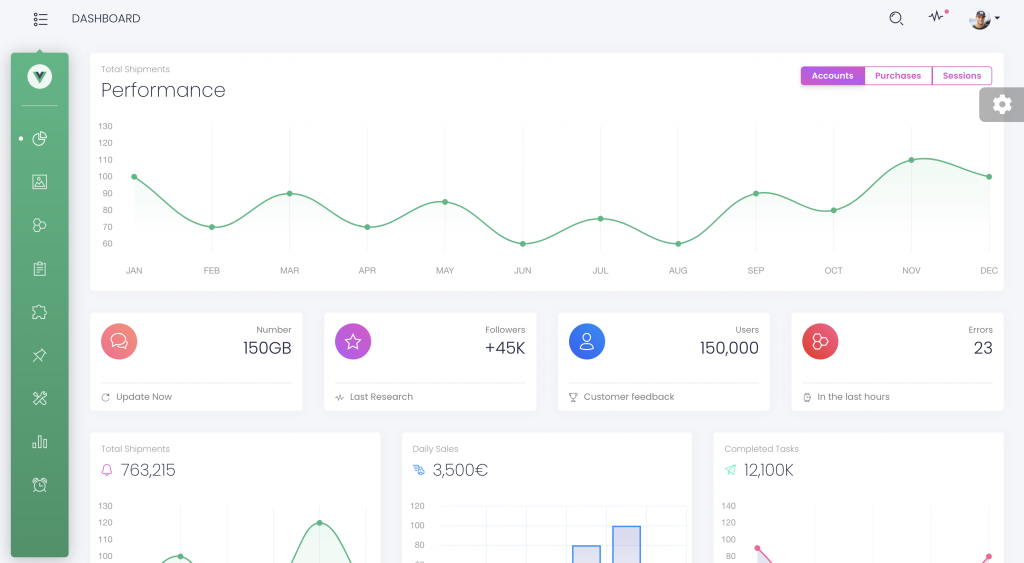 DASHBOARD
Total Shipments
Performance
Accounts Purchases Sessions
130
120
110
100
90
80
70
60
JAN FEB MAR APR MAY JUN JUL AUG SEP OCT NOV DEC
Number
150GB
Update Now
Followers
+45K
Last Research
Users
150,000
Customer feedback
Errors
23
In the last hours
Total Shipments
763,215
130
120
110
100
Daily Sales
3,500€
120
100
80
Completed Tasks
12,100K
140
120
100
80